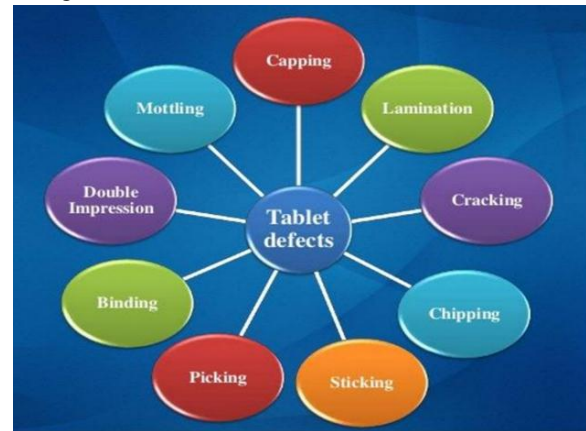 Capping
Lamination
Cracking
Chipping
Sticking
Picking
Binding
Double
Impression
Mottling
Tablet
defects